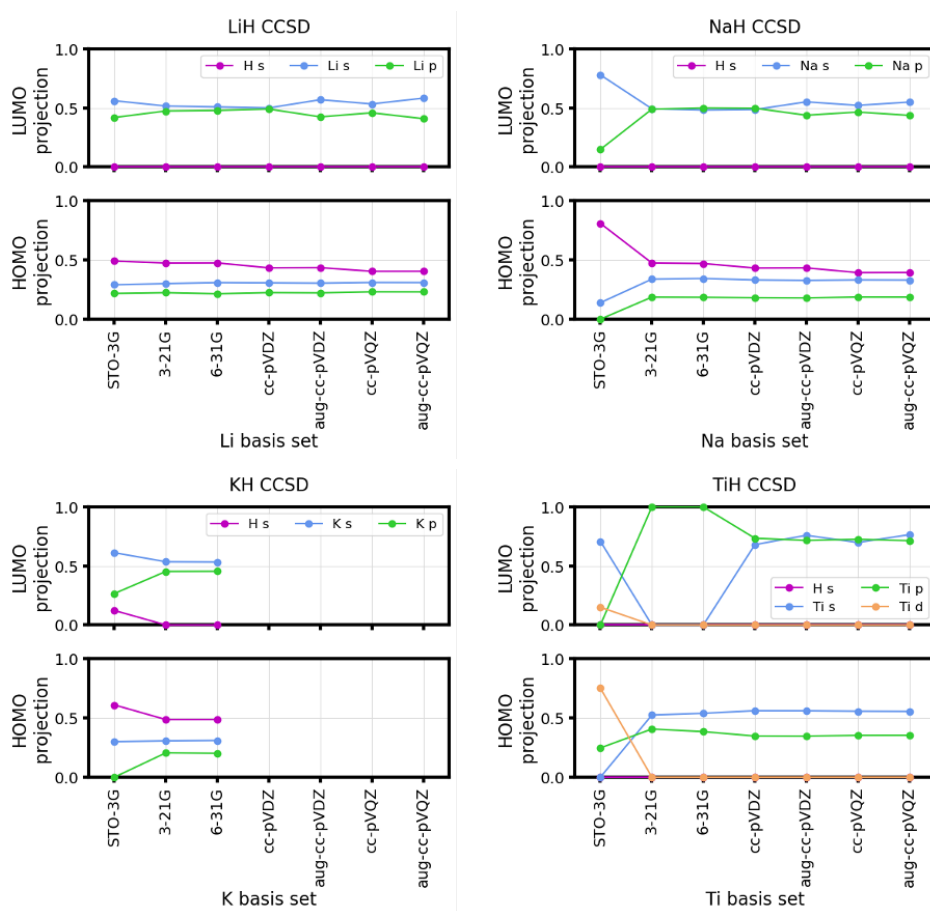 LiH CCSD
LUMO
projection
1.0
0.5
0.0
H s Li s Li p
HOMO
projection
1.0
0.5
0.0
STO-3G
3-21G
6-31G
cc-pVDZ
aug-cc-pVDZ
cc-pVQZ
aug-cc-pVQZ
Li basis set
NaH CCSD
LUMO
projection
1.0
0.5
0.0
H s Na s Na p
HOMO
projection
1.0
0.5
0.0
STO-3G
3-21G
6-31G
cc-pVDZ
aug-cc-pVDZ
cc-pVQZ
aug-cc-pVQZ
Na basis set
KH CCSD
LUMO
projection
1.0
0.5
0.0
H s K s K p
HOMO
projection
1.0
0.5
0.0
STO-3G
3-21G
6-31G
cc-pVDZ
aug-cc-pVDZ
cc-pVQZ
aug-cc-pVQZ
K basis set
TiH CCSD
LUMO
projection
1.0
0.5
0.0
H s Ti p
Ti s Ti d
HOMO
projection
1.0
0.5
0.0
STO-3G
3-21G
6-31G
cc-pVDZ
aug-cc-pVDZ
cc-pVQZ
aug-cc-pVQZ
Ti basis set